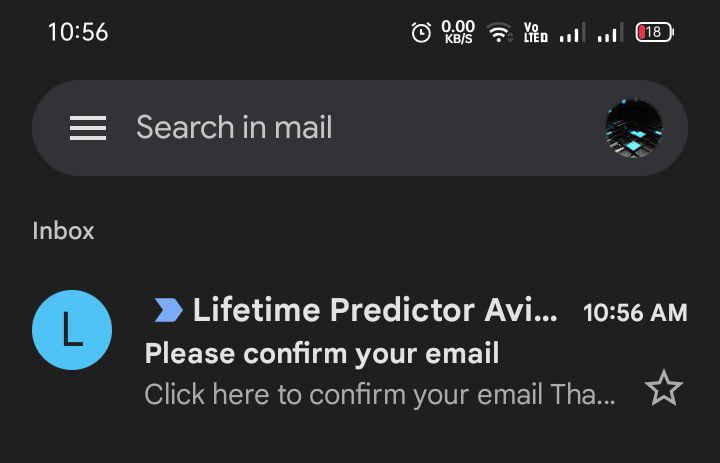 10:56 0.00 KB/S Vo LTED 18
Search in mail
Inbox
L Lifetime Predictor Avi... 10:56 AM
Please confirm your email
Click here to confirm your email Tha...